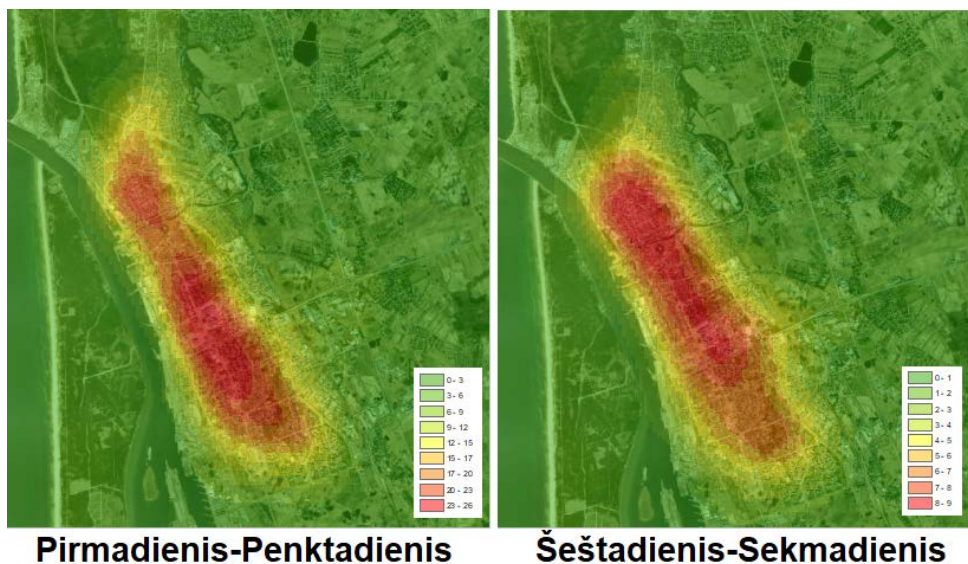 0 - 3
3 - 6
6 - 9
9 - 12
12 - 15
15 - 17
17 - 20
20 - 23
23 - 26
0 - 1
1 - 2
2 - 3
3 - 4
4 - 5
5 - 6
6 - 7
7 - 8
8 - 9
Pirmadienis-Penktadienis
Šeštadienis-Sekmadienis